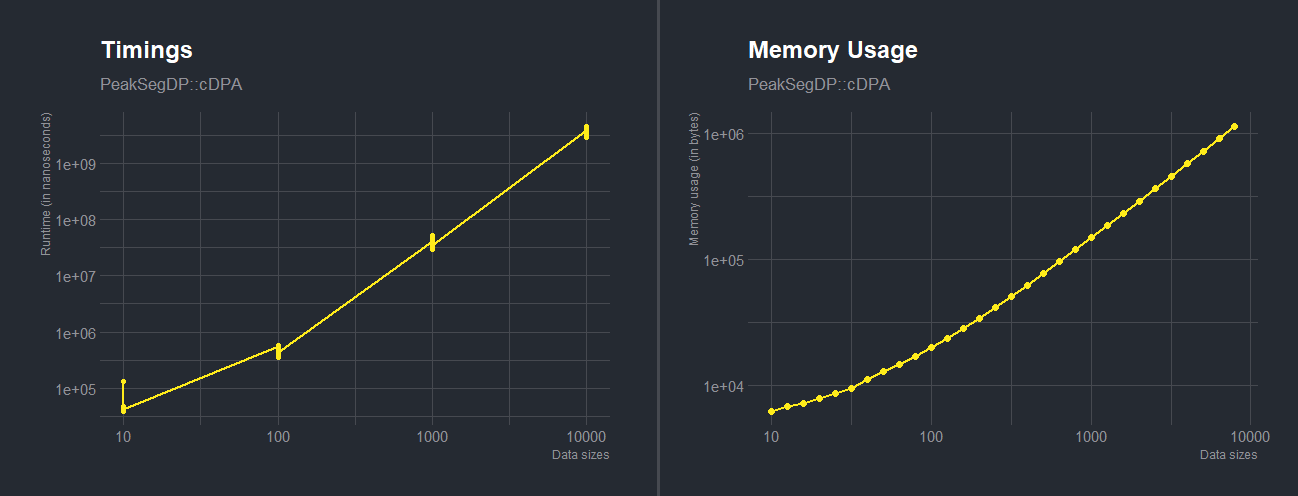 Timings
PeakSegDP::cDPA
Runtime (in nanoseconds)
1e+09
1e+08
1e+07
1e+06
1e+05
10
100
1000
10000
Data sizes
Memory Usage
PeakSegDP::cDPA
Memory usage (in bytes)
1e+06
1e+05
1e+04
10
100
1000
10000
Data sizes